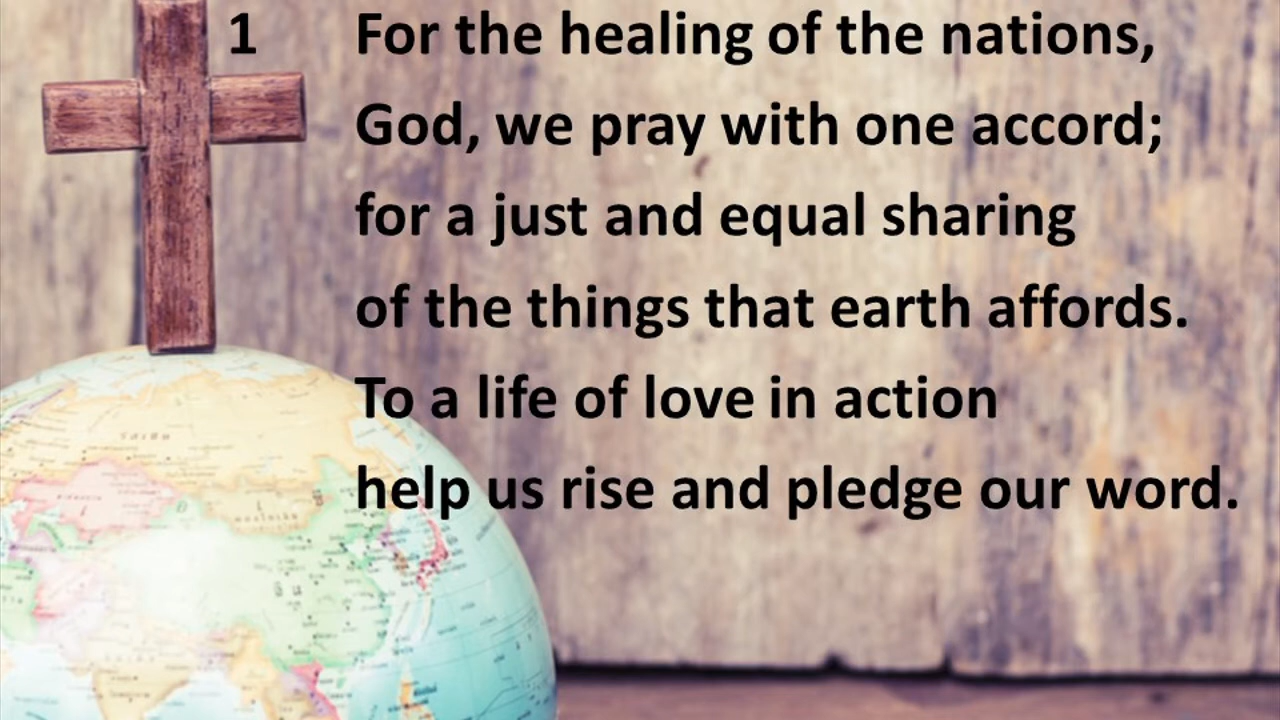 1 For the healing of the nations,
God, we pray with one accord;
for a just and equal sharing
of the things that earth affords.
To a life of love in action
help us rise and pledge our word.